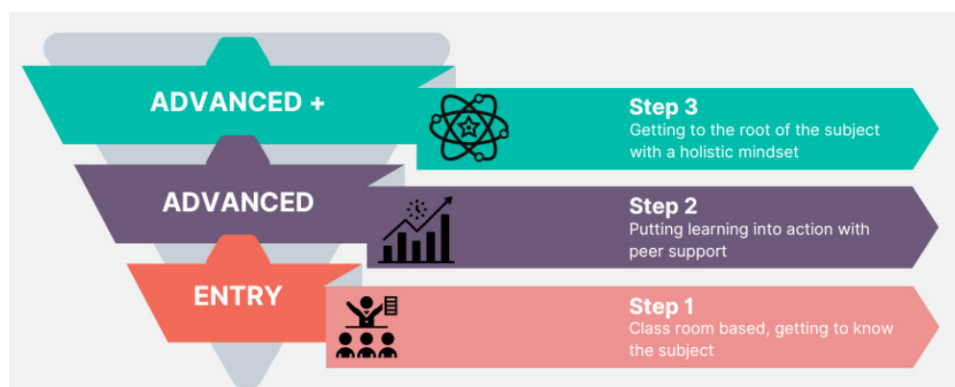 ADVANCED +
Step 3
Getting to the root of the subject
with a holistic mindset
ADVANCED
Step 2
Putting learning into action with
peer support
ENTRY
Step 1
Class room based, getting to know
the subject